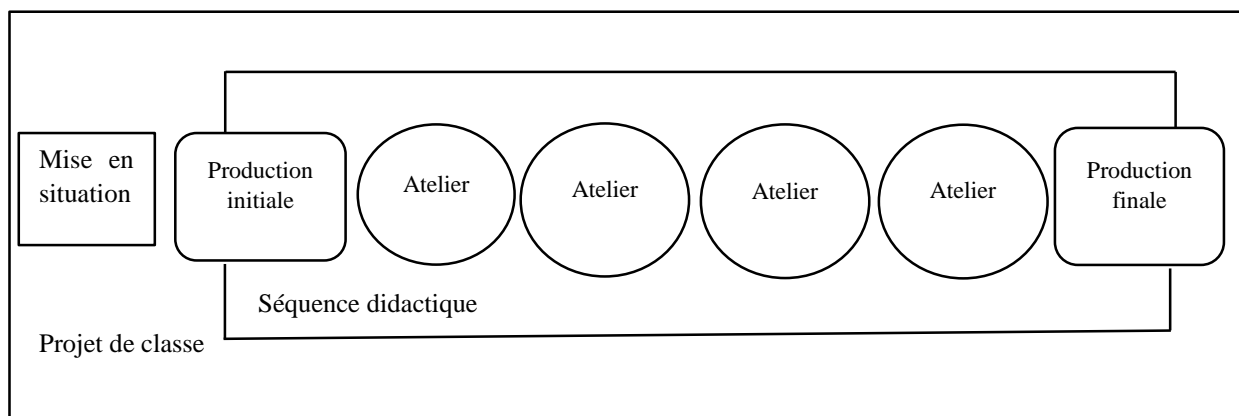 Mise en
situation
Production
initiale
Atelier
Atelier
Atelier
Atelier
Production
finale
Séquence didactique
Projet de classe